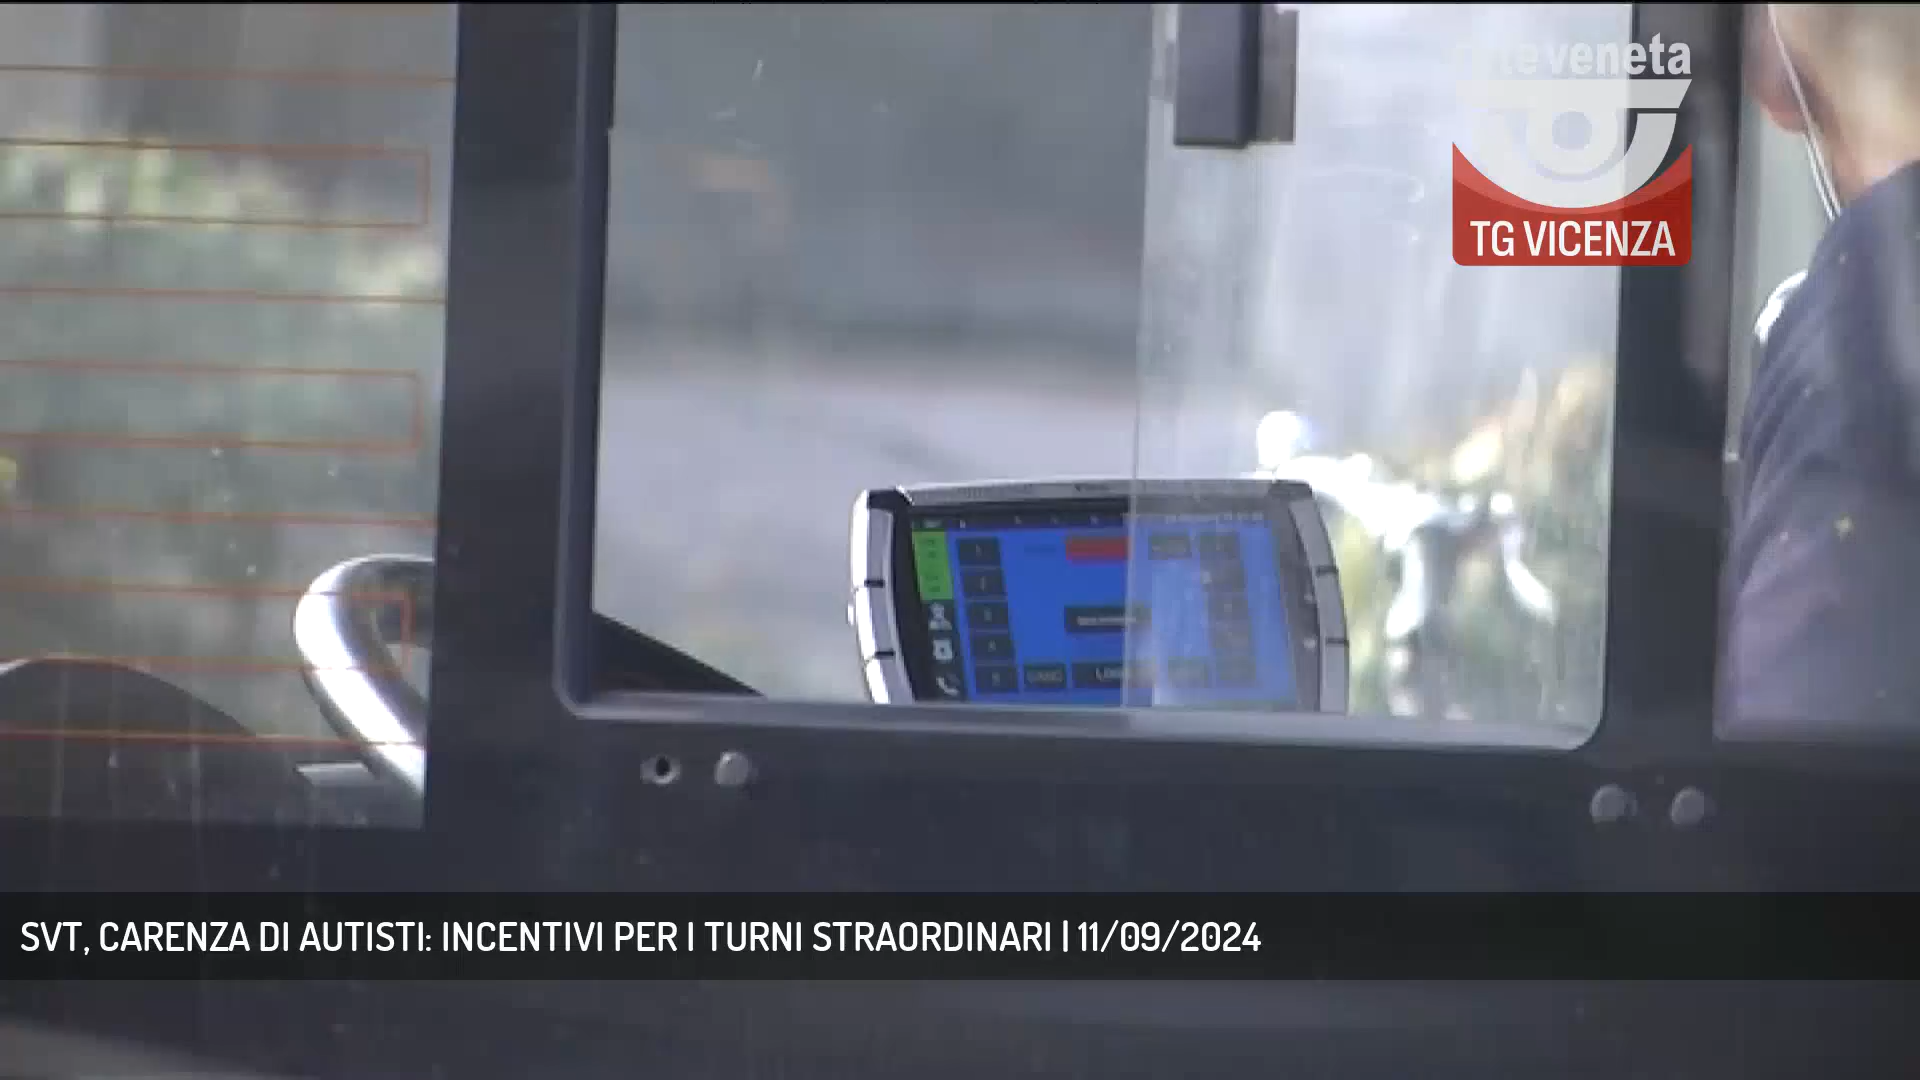 teveneta
TG VICENZA
SVT, CARENZA DI AUTISTI: INCENTIVI PER I TURNI STRAORDINARI | 11/09/2024